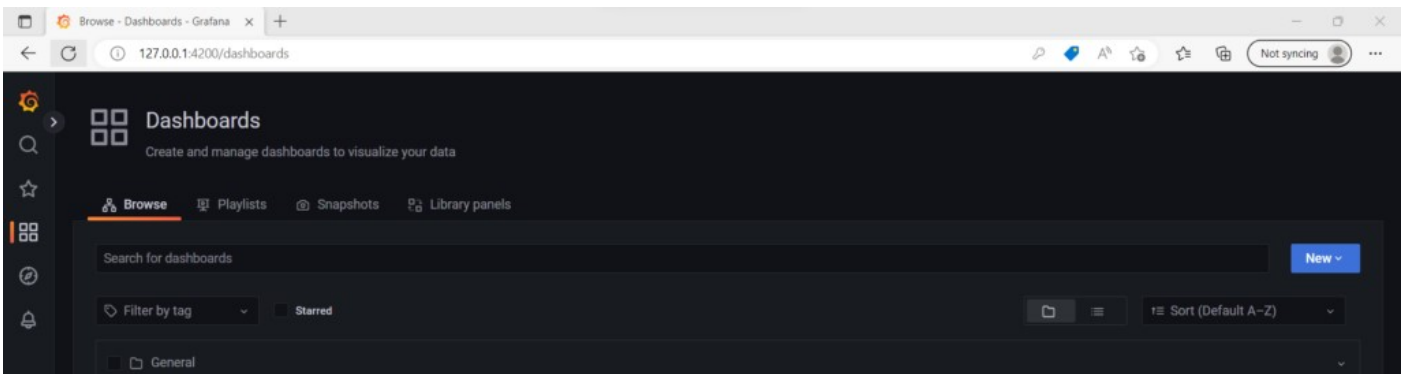 Browse - Dashboards - Grafana
127.0.0.1:4200/dashboards Not syncing
Dashboards
Create and manage dashboards to visualize your data
Browse Playlists Snapshots Library panels
Search for dashboards New
Filter by tag Starred Sort (Default A–Z)
General